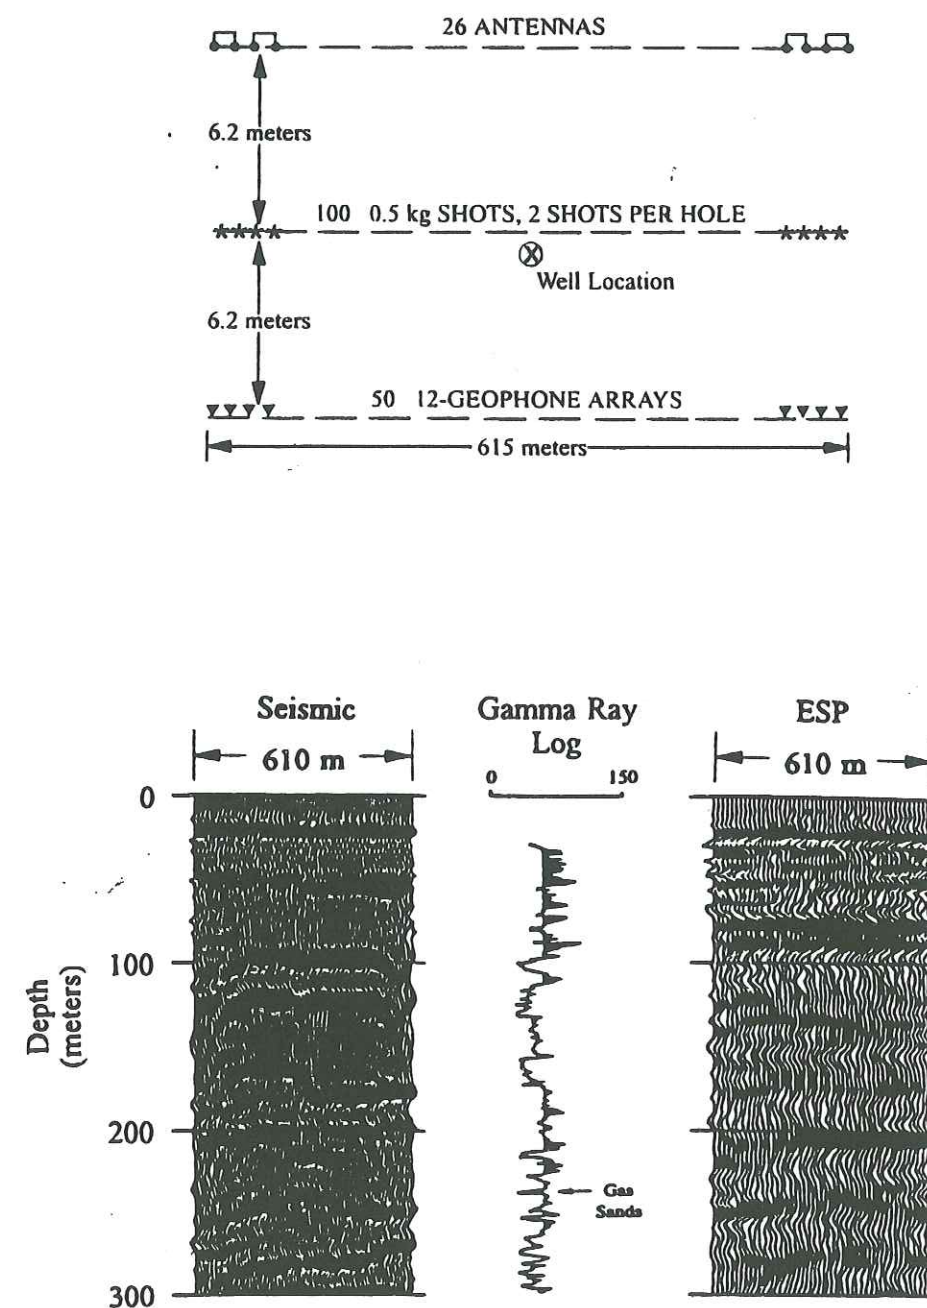 26 ANTENNAS
6.2 meters
100 0.5 kg SHOTS, 2 SHOTS PER HOLE
Well Location
6.2 meters
50 12-GEOPHONE ARRAYS
615 meters
Seismic
Gamma Ray
Log
ESP
610 m
0
150
610 m
0
100
200
300
Depth
(meters)
Gas
Sands